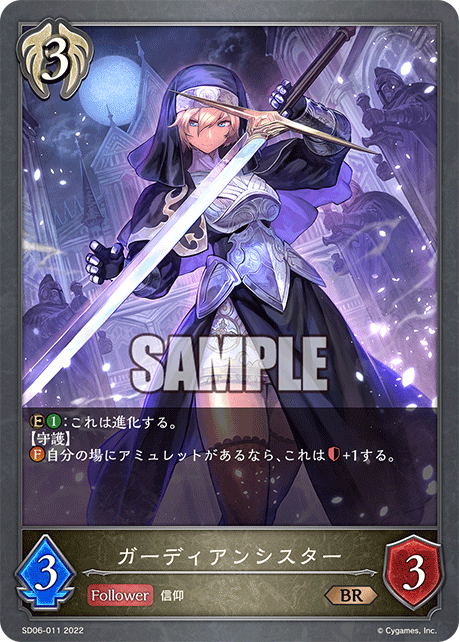 3
SAMPLE
E 1:これは進化する。
【守護】
F 自分の場にアミュレットがあるなら、これは+1する。
ガーディアンシスター
3
Follower 信仰
BR
3
SD06-011 2022
© Cygames, Inc.